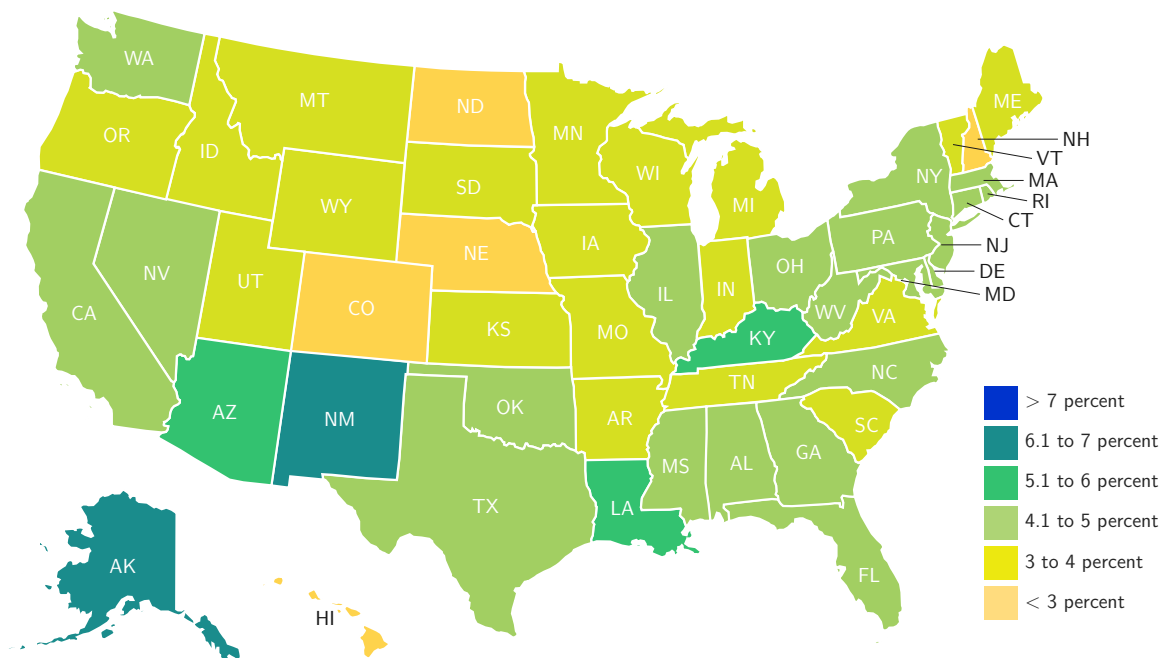 WA
MT
ND
MN
ME
OR
ID
NH
VT
WI
NY
MA
SD
RI
MI
WY
CT
PA
IA
NJ
NE
OH
DE
NV
UT
IN
IL
MD
CO
WV
VA
CA
KS
MO
KY
NC
TN
AZ
OK
NM
AR
SC
> 7 percent
GA
6.1 to 7 percent
MS
AL
5.1 to 6 percent
TX
LA
4.1 to 5 percent
AK
FL
3 to 4 percent
HI
< 3 percent